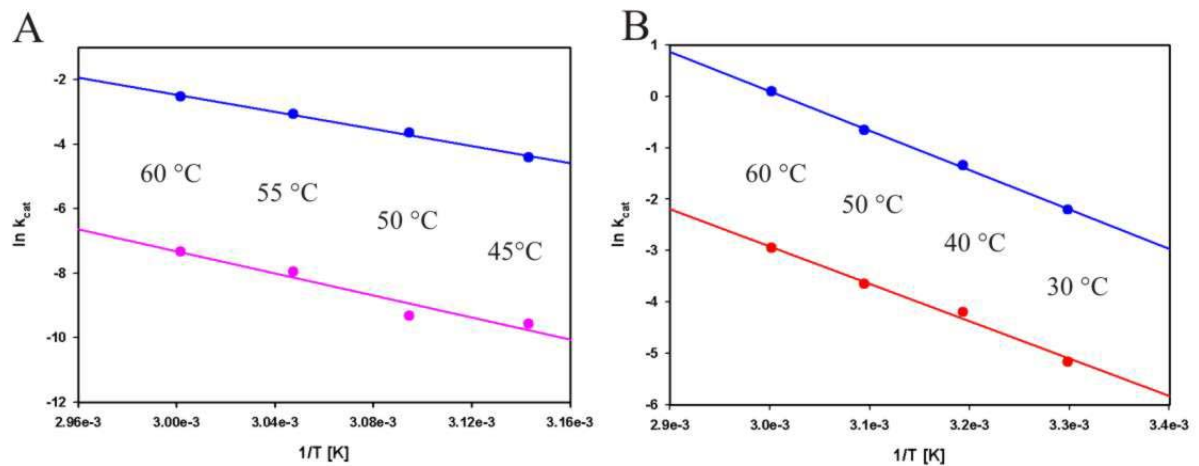 A
-2
-4
-6
-8
-10
-12
ln kcat
60 °C
55 °C
50 °C
45°C
2.96e-3 3.00e-3 3.04e-3 3.08e-3 3.12e-3 3.16e-3
1/T [K]
B
1
0
-1
-2
-3
-4
-5
-6
ln kcat
60 °C
50 °C
40 °C
30 °C
2.9e-3 3.0e-3 3.1e-3 3.2e-3 3.3e-3 3.4e-3
1/T [K]